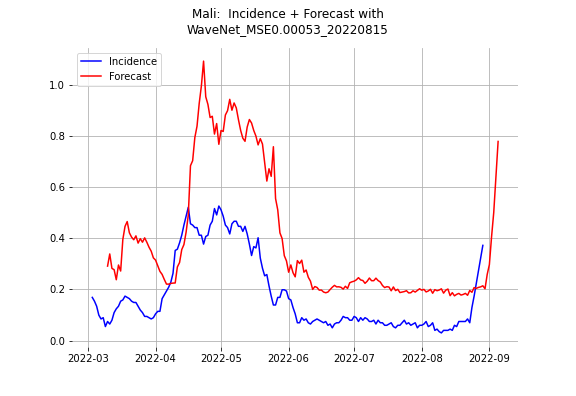 Mali:  Incidence + Forecast with
WaveNet_MSE0.00053_20220815
Incidence
Forecast
1.0
0.8
0.6
0.4
0.2
0.0
2022-03 2022-04 2022-05 2022-06 2022-07 2022-08 2022-09